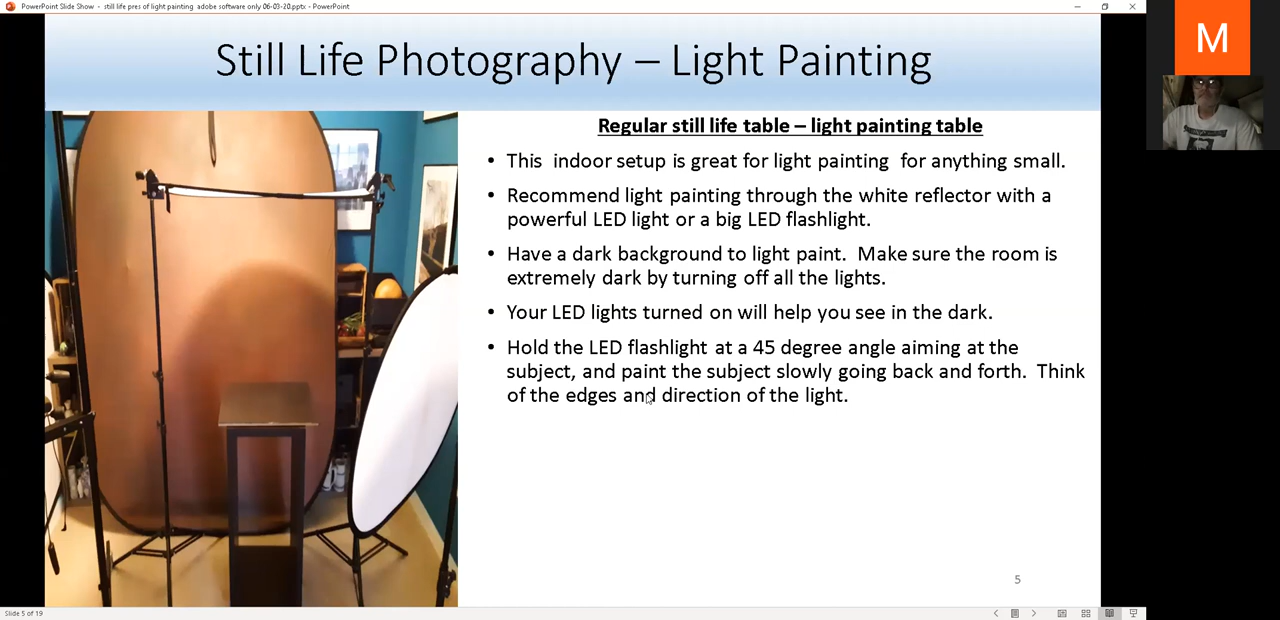 PowerPoint Slide Show - still life pres of light painting adobe software only 06-03-20.pptx - PowerPoint
M
Still Life Photography – Light Painting
Regular still life table – light painting table
• This indoor setup is great for light painting for anything small.
• Recommend light painting through the white reflector with a
powerful LED light or a big LED flashlight.
• Have a dark background to light paint. Make sure the room is
extremely dark by turning off all the lights.
• Your LED lights turned on will help you see in the dark.
• Hold the LED flashlight at a 45 degree angle aiming at the
subject, and paint the subject slowly going back and forth. Think
of the edges and direction of the light.
5
Slide 5 of 19